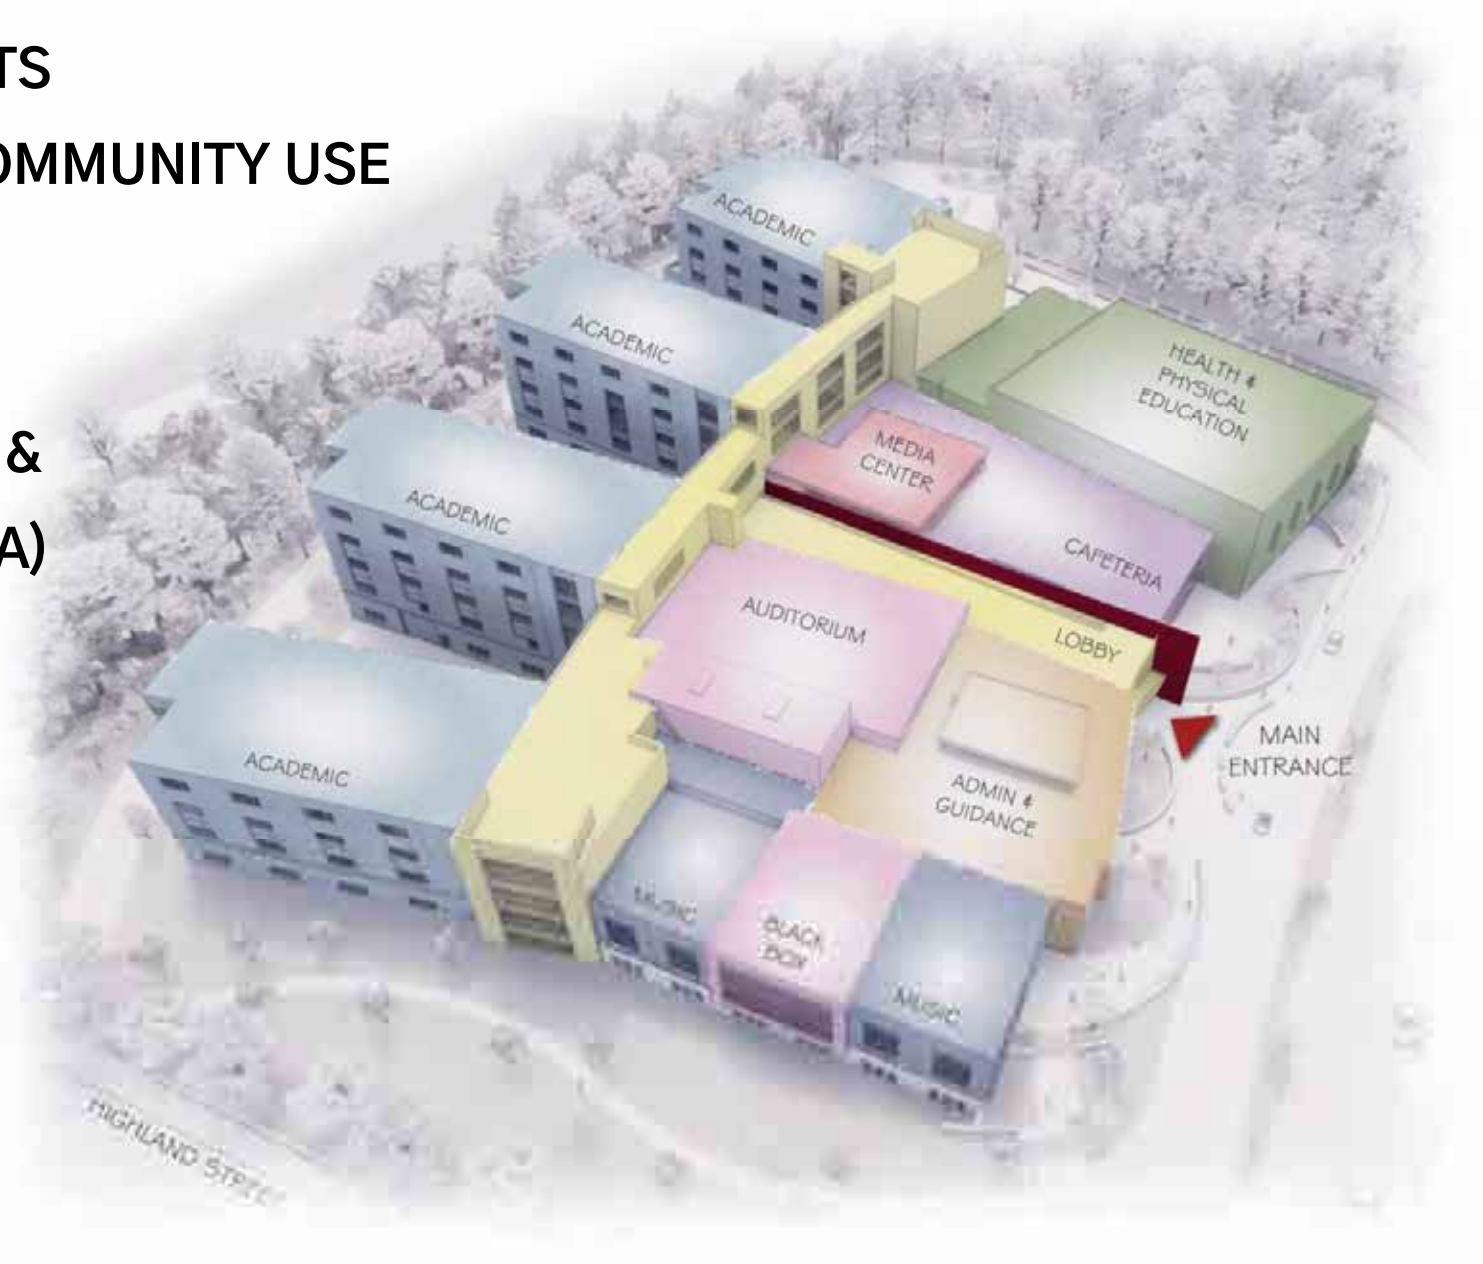 TS
OMMUNITY USE
&
A)
ACADEMIC
ACADEMIC
HEALTH &
PHYSICAL
EDUCATION
MEDIA
CENTER
ACADEMIC
CAFETERIA
AUDITORIUM
LOBBY
MAIN
ENTRANCE
ACADEMIC
ADMIN &
GUIDANCE
MUSIC
BLACK
BOX
MUSIC
HIGHLAND